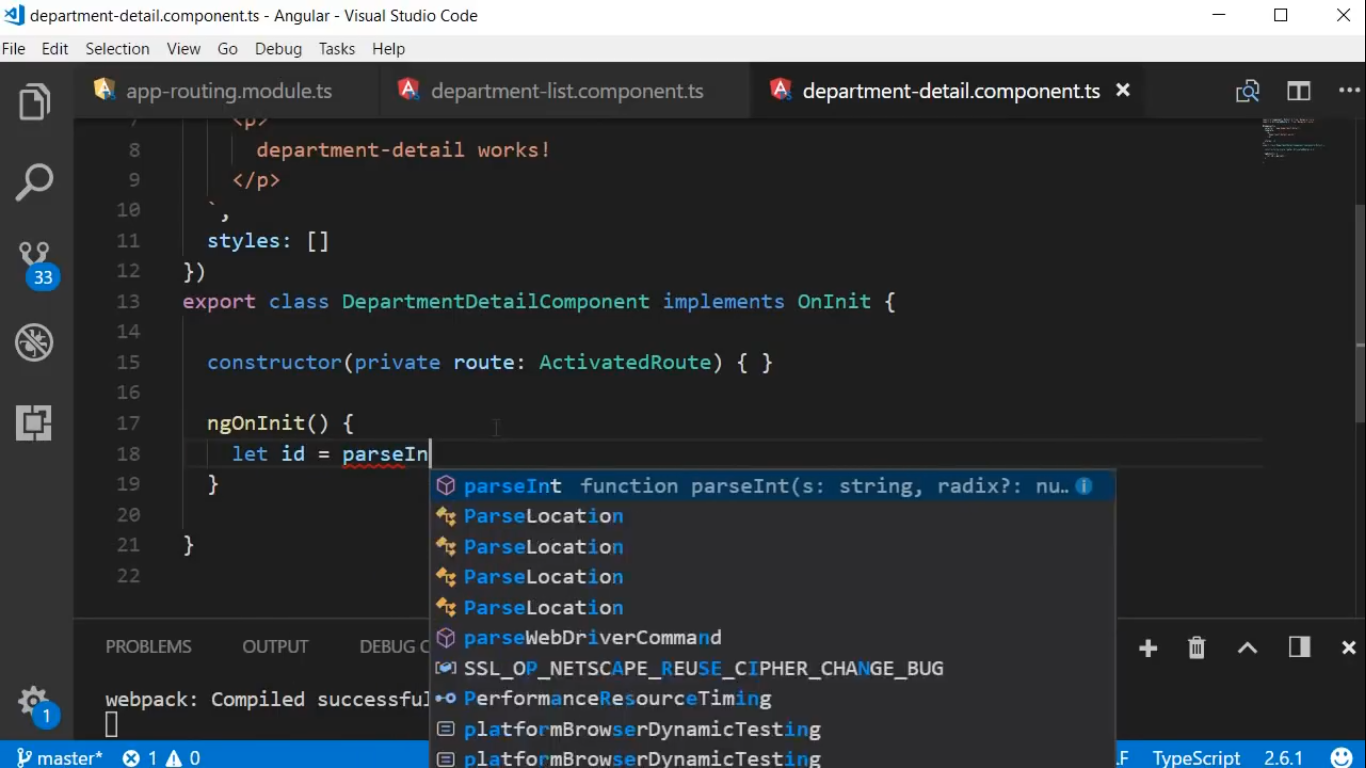 department-detail.component.ts - Angular - Visual Studio Code
File Edit Selection View Go Debug Tasks Help
app-routing.module.ts department-list.component.ts department-detail.component.ts
7 <p>
8 department-detail works!
9 </p>
10 `,
11 styles: []
12 })
13 export class DepartmentDetailComponent implements OnInit {
14
15 constructor(private route: ActivatedRoute) { }
16
17 ngOnInit() {
18 let id = parseIn
19 }
20
21 }
22
parseInt function parseInt(s: string, radix?: nu..
ParseLocation
ParseLocation
ParseLocation
ParseLocation
parseWebDriverCommand
SSL_OP_NETSCAPE_REUSE_CIPHER_CHANGE_BUG
PerformanceResourceTiming
platformBrowserDynamicTesting
platformBrowserDynamicTesting
33
PROBLEMS OUTPUT DEBUG C
webpack: Compiled successful
1
master* 1 0 LF TypeScript 2.6.1